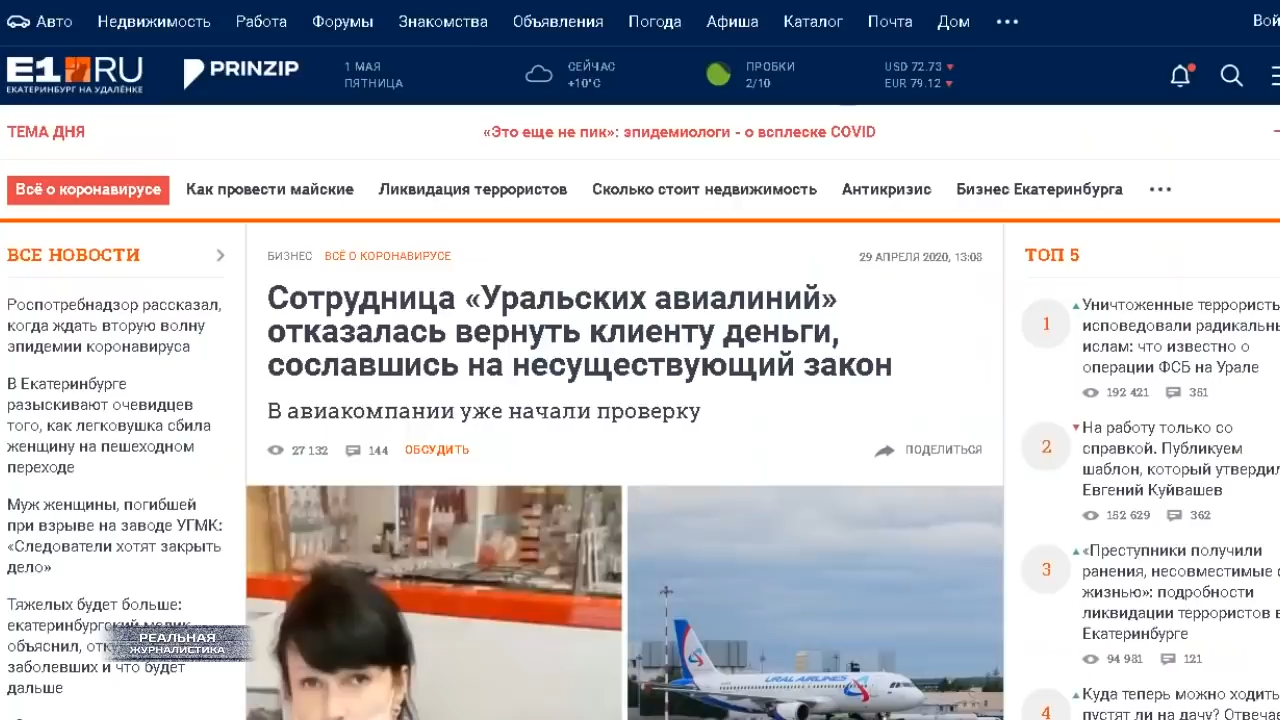 Авто Недвижимость Работа Форумы Знакомства Объявления Погода Афиша Каталог Почта Дом •••
E1.RU
ЕКАТЕРИНБУРГ НА УДАЛЁНКЕ
PRINZIP
1 МАЯ
ПЯТНИЦА
СЕЙЧАС
+10°C
ПРОБКИ
2/10
USD 72.73
EUR 79.12
ТЕМА ДНЯ
«Это еще не пик»: эпидемиологи - о всплеске COVID
Всё о коронавирусе Как провести майские Ликвидация террористов Сколько стоит недвижимость Антикризис Бизнес Екатеринбурга •••
ВСЕ НОВОСТИ
Роспотребнадзор рассказал,
когда ждать вторую волну
эпидемии коронавируса
В Екатеринбурге
разыскивают очевидцев
того, как легковушка сбила
женщину на пешеходном
переходе
Муж женщины, погибшей
при взрыве на заводе УГМК:
«Следователи хотят закрыть
дело»
Тяжелых будет больше:
екатеринбургский медик
объяснил,
заболевших и что будет
дальше
РЕАЛЬНАЯ
ЖУРНАЛИСТИКА
БИЗНЕС ВСЁ О КОРОНАВИРУСЕ
29 АПРЕЛЯ 2020, 13:08
Сотрудница «Уральских авиалиний»
отказалась вернуть клиенту деньги,
сославшись на несуществующий закон
В авиакомпании уже начали проверку
27 132 144 ОБСУДИТЬ
ПОДЕЛИТЬСЯ
URAL AIRLINES
ТОП 5
1
Уничтоженные террористы
исповедовали радикальный
ислам: что известно о
операции ФСБ на Урале
192 421 351
2
На работу только со
справкой. Публикуем
шаблон, который утвердил
Евгений Куйвашев
152 629 362
3
«Преступники получили
ранения, несовместимые с
жизнью»: подробности
ликвидации террористов в
Екатеринбурге
94 981 121
4
Куда теперь можно ходить
пустят ли на дачу?